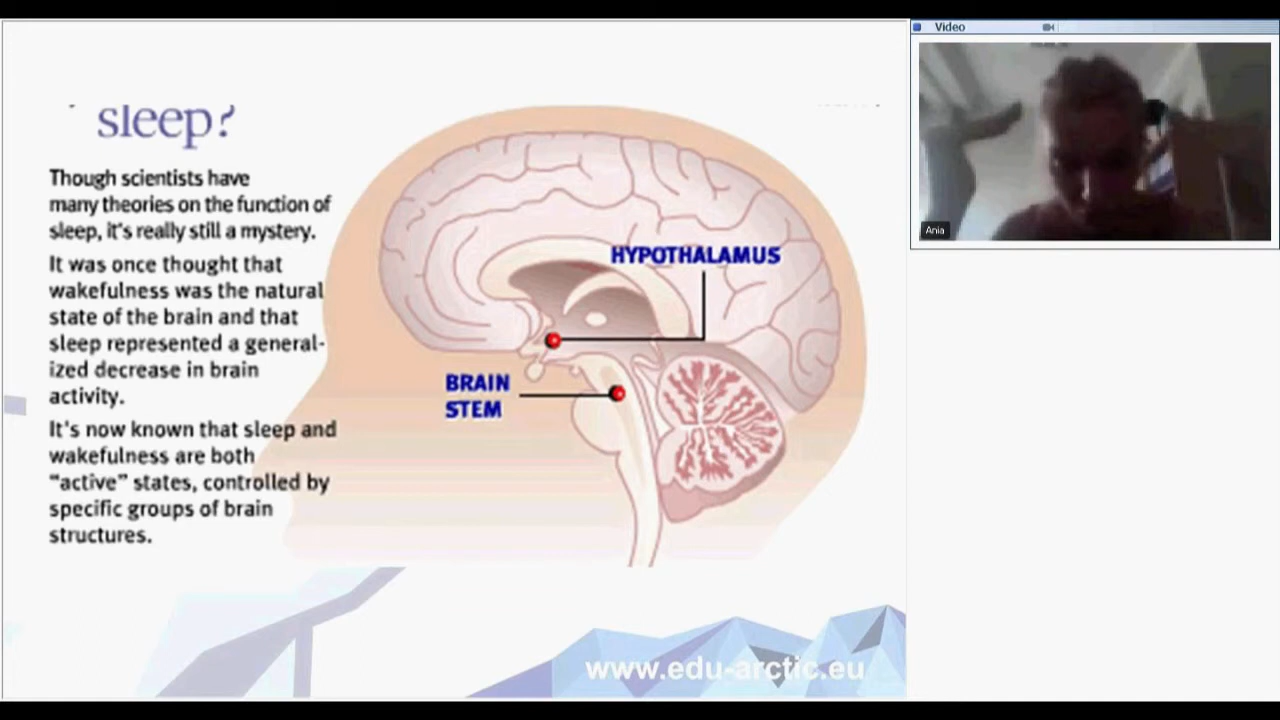 sleep?
Though scientists have
many theories on the function of
sleep, it's really still a mystery.
It was once thought that
wakefulness was the natural
state of the brain and that
sleep represented a general-
ized decrease in brain
activity.
It's now known that sleep and
wakefulness are both
"active" states, controlled by
specific groups of brain
structures.
HYPOTHALAMUS
BRAIN
STEM
www.edu-arctic.eu
Video
Ania